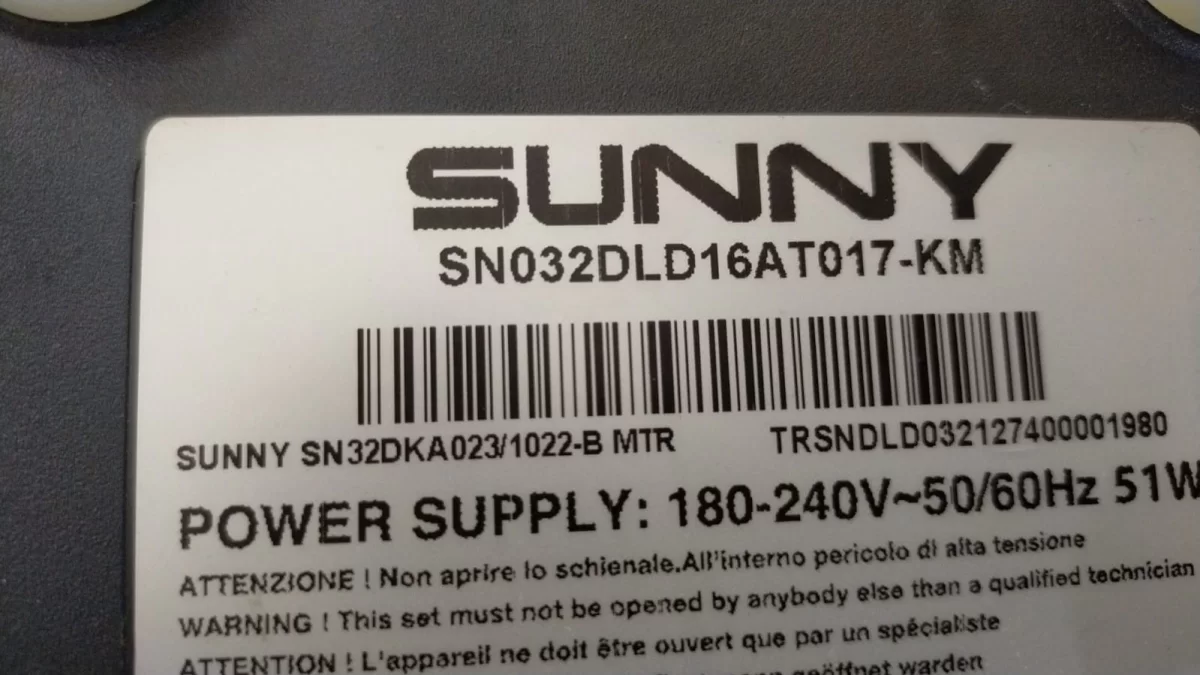 SUNNY
SN032DLD16AT017-KM
SUNNY SN32DKA023/1022-B MTR TRSNDLD032127400001980
POWER SUPPLY: 180-240V~50/60Hz 51W
ATTENZIONE ! Non aprire lo schienale.All'interno pericolo di alta tensione
WARNING ! This set must not be opened by anybody else than a qualified technician
ATTENTION ! L'appareil ne doit être ouvert que par un spécialiste
geöffnet warden